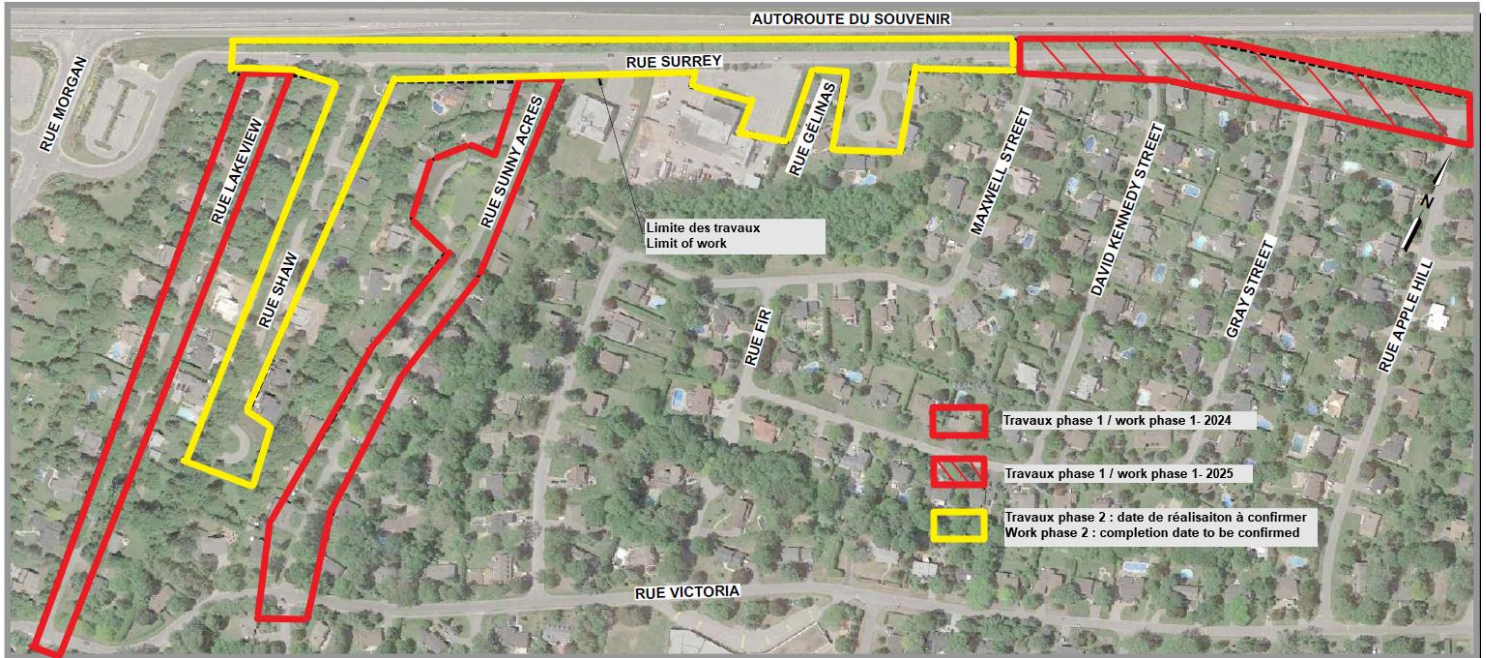 AUTOROUTE DU SOUVENIR
RUE SURREY
RUE MORGAN
RUE LAKEVIEW
RUE SHAW
RUE SUNNY ACRES
RUE GÉLINAS
MAXWELL STREET
DAVID KENNEDY STREET
GRAY STREET
RUE APPLE HILL
N
Limite des travaux
Limit of work
RUE FIR
Travaux phase 1 / work phase 1- 2024
Travaux phase 1 / work phase 1- 2025
Travaux phase 2 : date de réalisaiton à confirmer
Work phase 2 : completion date to be confirmed
RUE VICTORIA